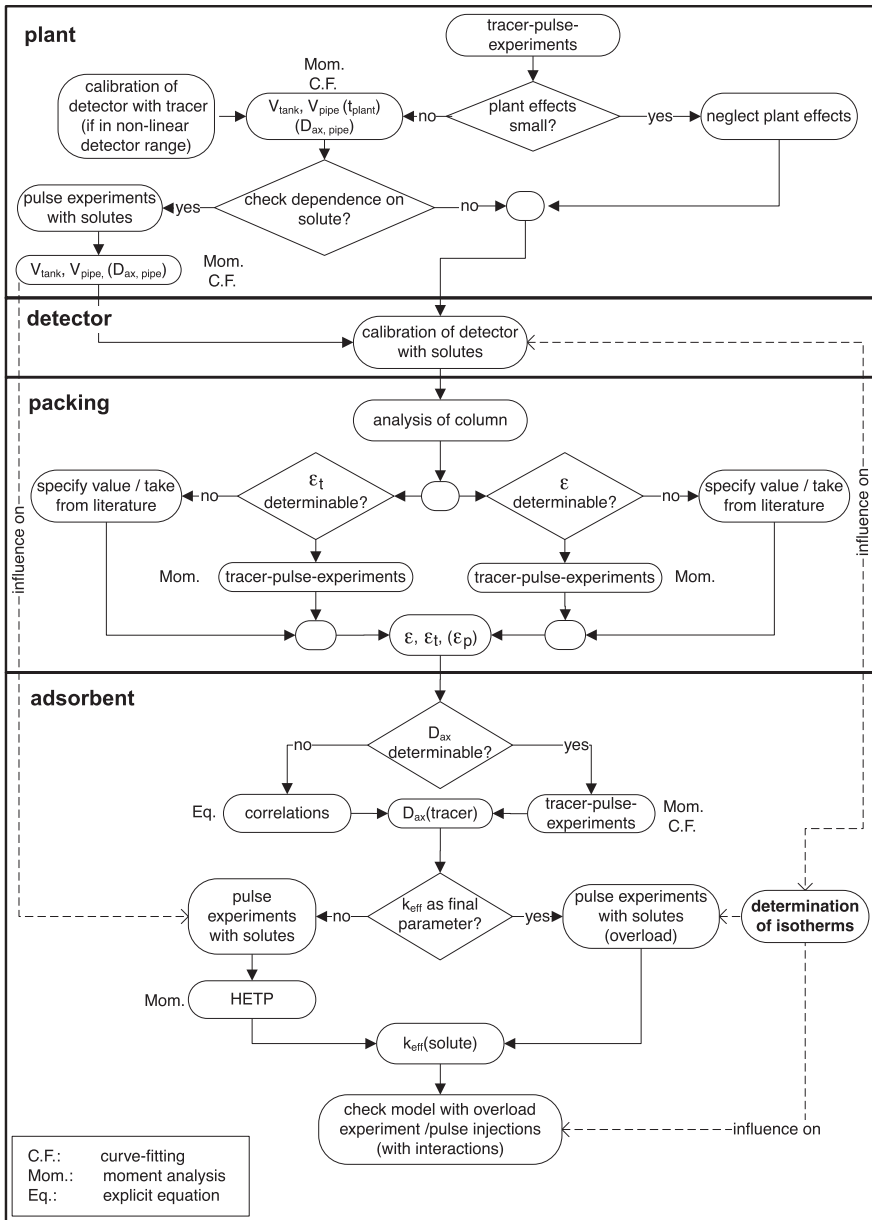 plant
tracer-pulse-
experiments
Mom.
C.F.
calibration of
detector with tracer
(if in non-linear
detector range)
V_tank, V_pipe (t_plant)
(D_ax, pipe)
no
plant effects
small?
yes
neglect plant effects
pulse experiments
with solutes
yes
check dependence on
solute?
no
V_tank, V_pipe, (D_ax, pipe)
Mom.
C.F.
detector
calibration of detector
with solutes
packing
analysis of column
influence on
influence on
specify value / take
from literature
no
ε_t
determinable?
ε
determinable?
no
specify value / take
from literature
Mom.
tracer-pulse-experiments
tracer-pulse-experiments
Mom.
ε, ε_t, (ε_p)
adsorbent
no
D_ax
determinable?
yes
Eq.
correlations
D_ax(tracer)
tracer-pulse-
experiments
Mom.
C.F.
pulse
experiments
with solutes
no
k_eff as final
parameter?
yes
pulse experiments
with solutes
(overload)
determination
of isotherms
Mom.
HETP
k_eff(solute)
check model with overload
experiment /pulse injections
(with interactions)
influence on
C.F.: curve-fitting
Mom.: moment analysis
Eq.: explicit equation